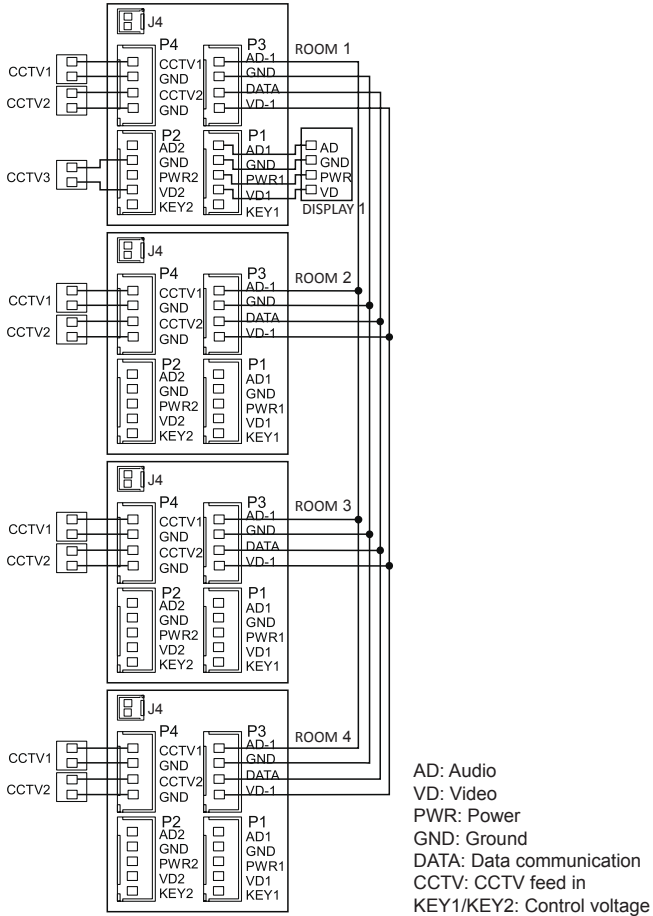 J4
P4
P3
ROOM 1
CCTV1
CCTV1
AD-1
GND
GND
CCTV2
CCTV2
DATA
GND
VD-1
P2
P1
AD2
AD1
AD
CCTV3
GND
GND
GND
PWR2
PWR1
PWR
VD2
VD1
VD
KEY2
KEY1
DISPLAY 1
J4
P4
P3
ROOM 2
CCTV1
CCTV1
AD-1
GND
GND
CCTV2
CCTV2
DATA
GND
VD-1
P2
P1
AD2
AD1
GND
GND
PWR2
PWR1
VD2
VD1
KEY2
KEY1
J4
P4
P3
ROOM 3
CCTV1
CCTV1
AD-1
GND
GND
CCTV2
CCTV2
DATA
GND
VD-1
P2
P1
AD2
AD1
GND
GND
PWR2
PWR1
VD2
VD1
KEY2
KEY1
J4
P4
P3
ROOM 4
CCTV1
CCTV1
AD-1
GND
GND
CCTV2
CCTV2
DATA
GND
VD-1
P2
P1
AD2
AD1
GND
GND
PWR2
PWR1
VD2
VD1
KEY2
KEY1
AD: Audio
VD: Video
PWR: Power
GND: Ground
DATA: Data communication
CCTV: CCTV feed in
KEY1/KEY2: Control voltage